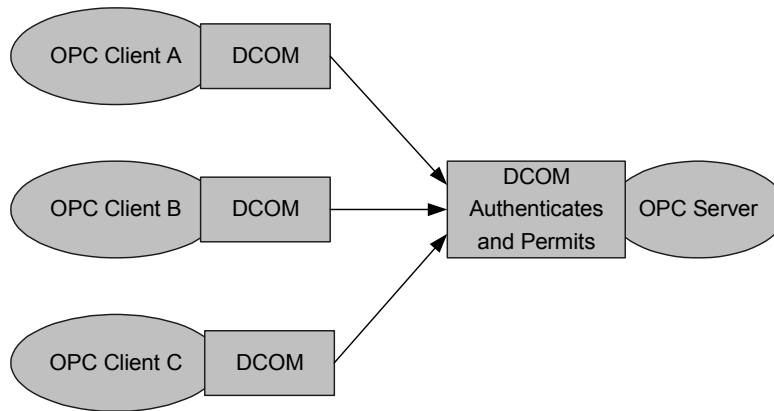 OPC Client A
DCOM
OPC Client B
DCOM
DCOM
Authenticates
and Permits
OPC Server
OPC Client C
DCOM